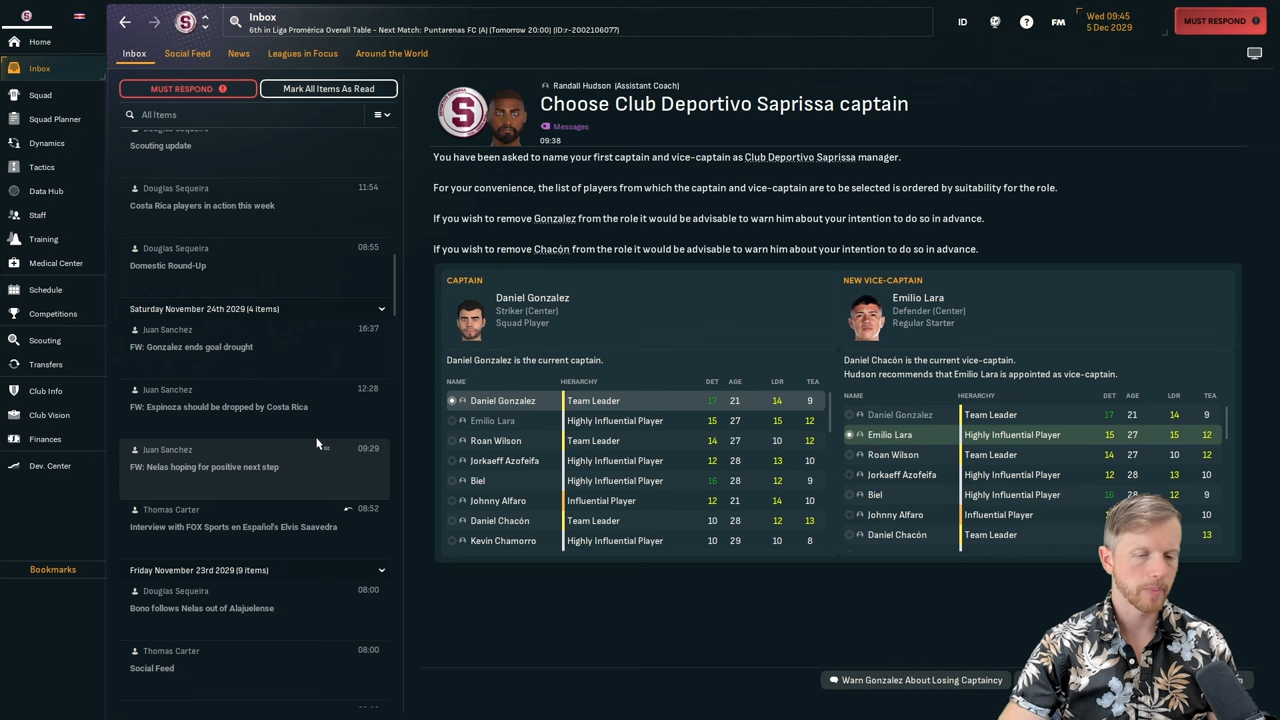 Inbox
6th in Liga Promérica Overall Table - Next Match: Puntarenas FC (A) (Tomorrow 20:00) (ID:r-2002106077)
ID
?
FM
Wed 09:45
5 Dec 2029
MUST RESPOND
Home
Inbox
Squad
Squad Planner
Dynamics
Tactics
Data Hub
Staff
Training
Medical Center
Schedule
Competitions
Scouting
Transfers
Club Info
Club Vision
Finances
Dev. Center
Bookmarks
Inbox
Social Feed
News
Leagues in Focus
Around the World
MUST RESPOND
Mark All Items As Read
All Items
Douglas Sequeira
Scouting update
Douglas Sequeira 11:54
Costa Rica players in action this week
Douglas Sequeira 08:55
Domestic Round-Up
Saturday November 24th 2029 (4 items)
Juan Sanchez 16:37
FW: Gonzalez ends goal drought
Juan Sanchez 12:28
FW: Espinoza should be dropped by Costa Rica
Juan Sanchez 09:29
FW: Nelas hoping for positive next step
Thomas Carter 08:52
Interview with FOX Sports en Español's Elvis Saavedra
Friday November 23rd 2029 (9 items)
Douglas Sequeira 08:00
Bono follows Nelas out of Alajuelense
Thomas Carter 08:00
Social Feed
S
Randall Hudson (Assistant Coach)
Choose Club Deportivo Saprissa captain
Messages
09:38
You have been asked to name your first captain and vice-captain as Club Deportivo Saprissa manager.
For your convenience, the list of players from which the captain and vice-captain are to be selected is ordered by suitability for the role.
If you wish to remove Gonzalez from the role it would be advisable to warn him about your intention to do so in advance.
If you wish to remove Chacón from the role it would be advisable to warn him about your intention to do so in advance.
CAPTAIN
Daniel Gonzalez
Striker (Center)
Squad Player
Daniel Gonzalez is the current captain.
NAME HIERARCHY DET AGE LDR TEA
Daniel Gonzalez Team Leader 17 21 14 9
Emilio Lara Highly Influential Player 15 27 15 12
Roan Wilson Team Leader 14 27 10 12
Jorkaeff Azofeifa Highly Influential Player 12 28 13 10
Biel Highly Influential Player 16 28 12 9
Johnny Alfaro Influential Player 12 21 14 10
Daniel Chacón Team Leader 10 28 12 13
Kevin Chamorro Highly Influential Player 10 29 10 8
NEW VICE-CAPTAIN
Emilio Lara
Defender (Center)
Regular Starter
Daniel Chacón is the current vice-captain.
Hudson recommends that Emilio Lara is appointed as vice-captain.
NAME HIERARCHY DET AGE LDR TEA
Daniel Gonzalez Team Leader 17 21 14 9
Emilio Lara Highly Influential Player 15 27 15 12
Roan Wilson Team Leader 14 27 10 12
Jorkaeff Azofeifa Highly Influential Player 12 28 13 10
Biel Highly Influential Player 16 28 12 9
Johnny Alfaro Influential Player 10
Daniel Chacón Team Leader 13
Warn Gonzalez About Losing Captaincy